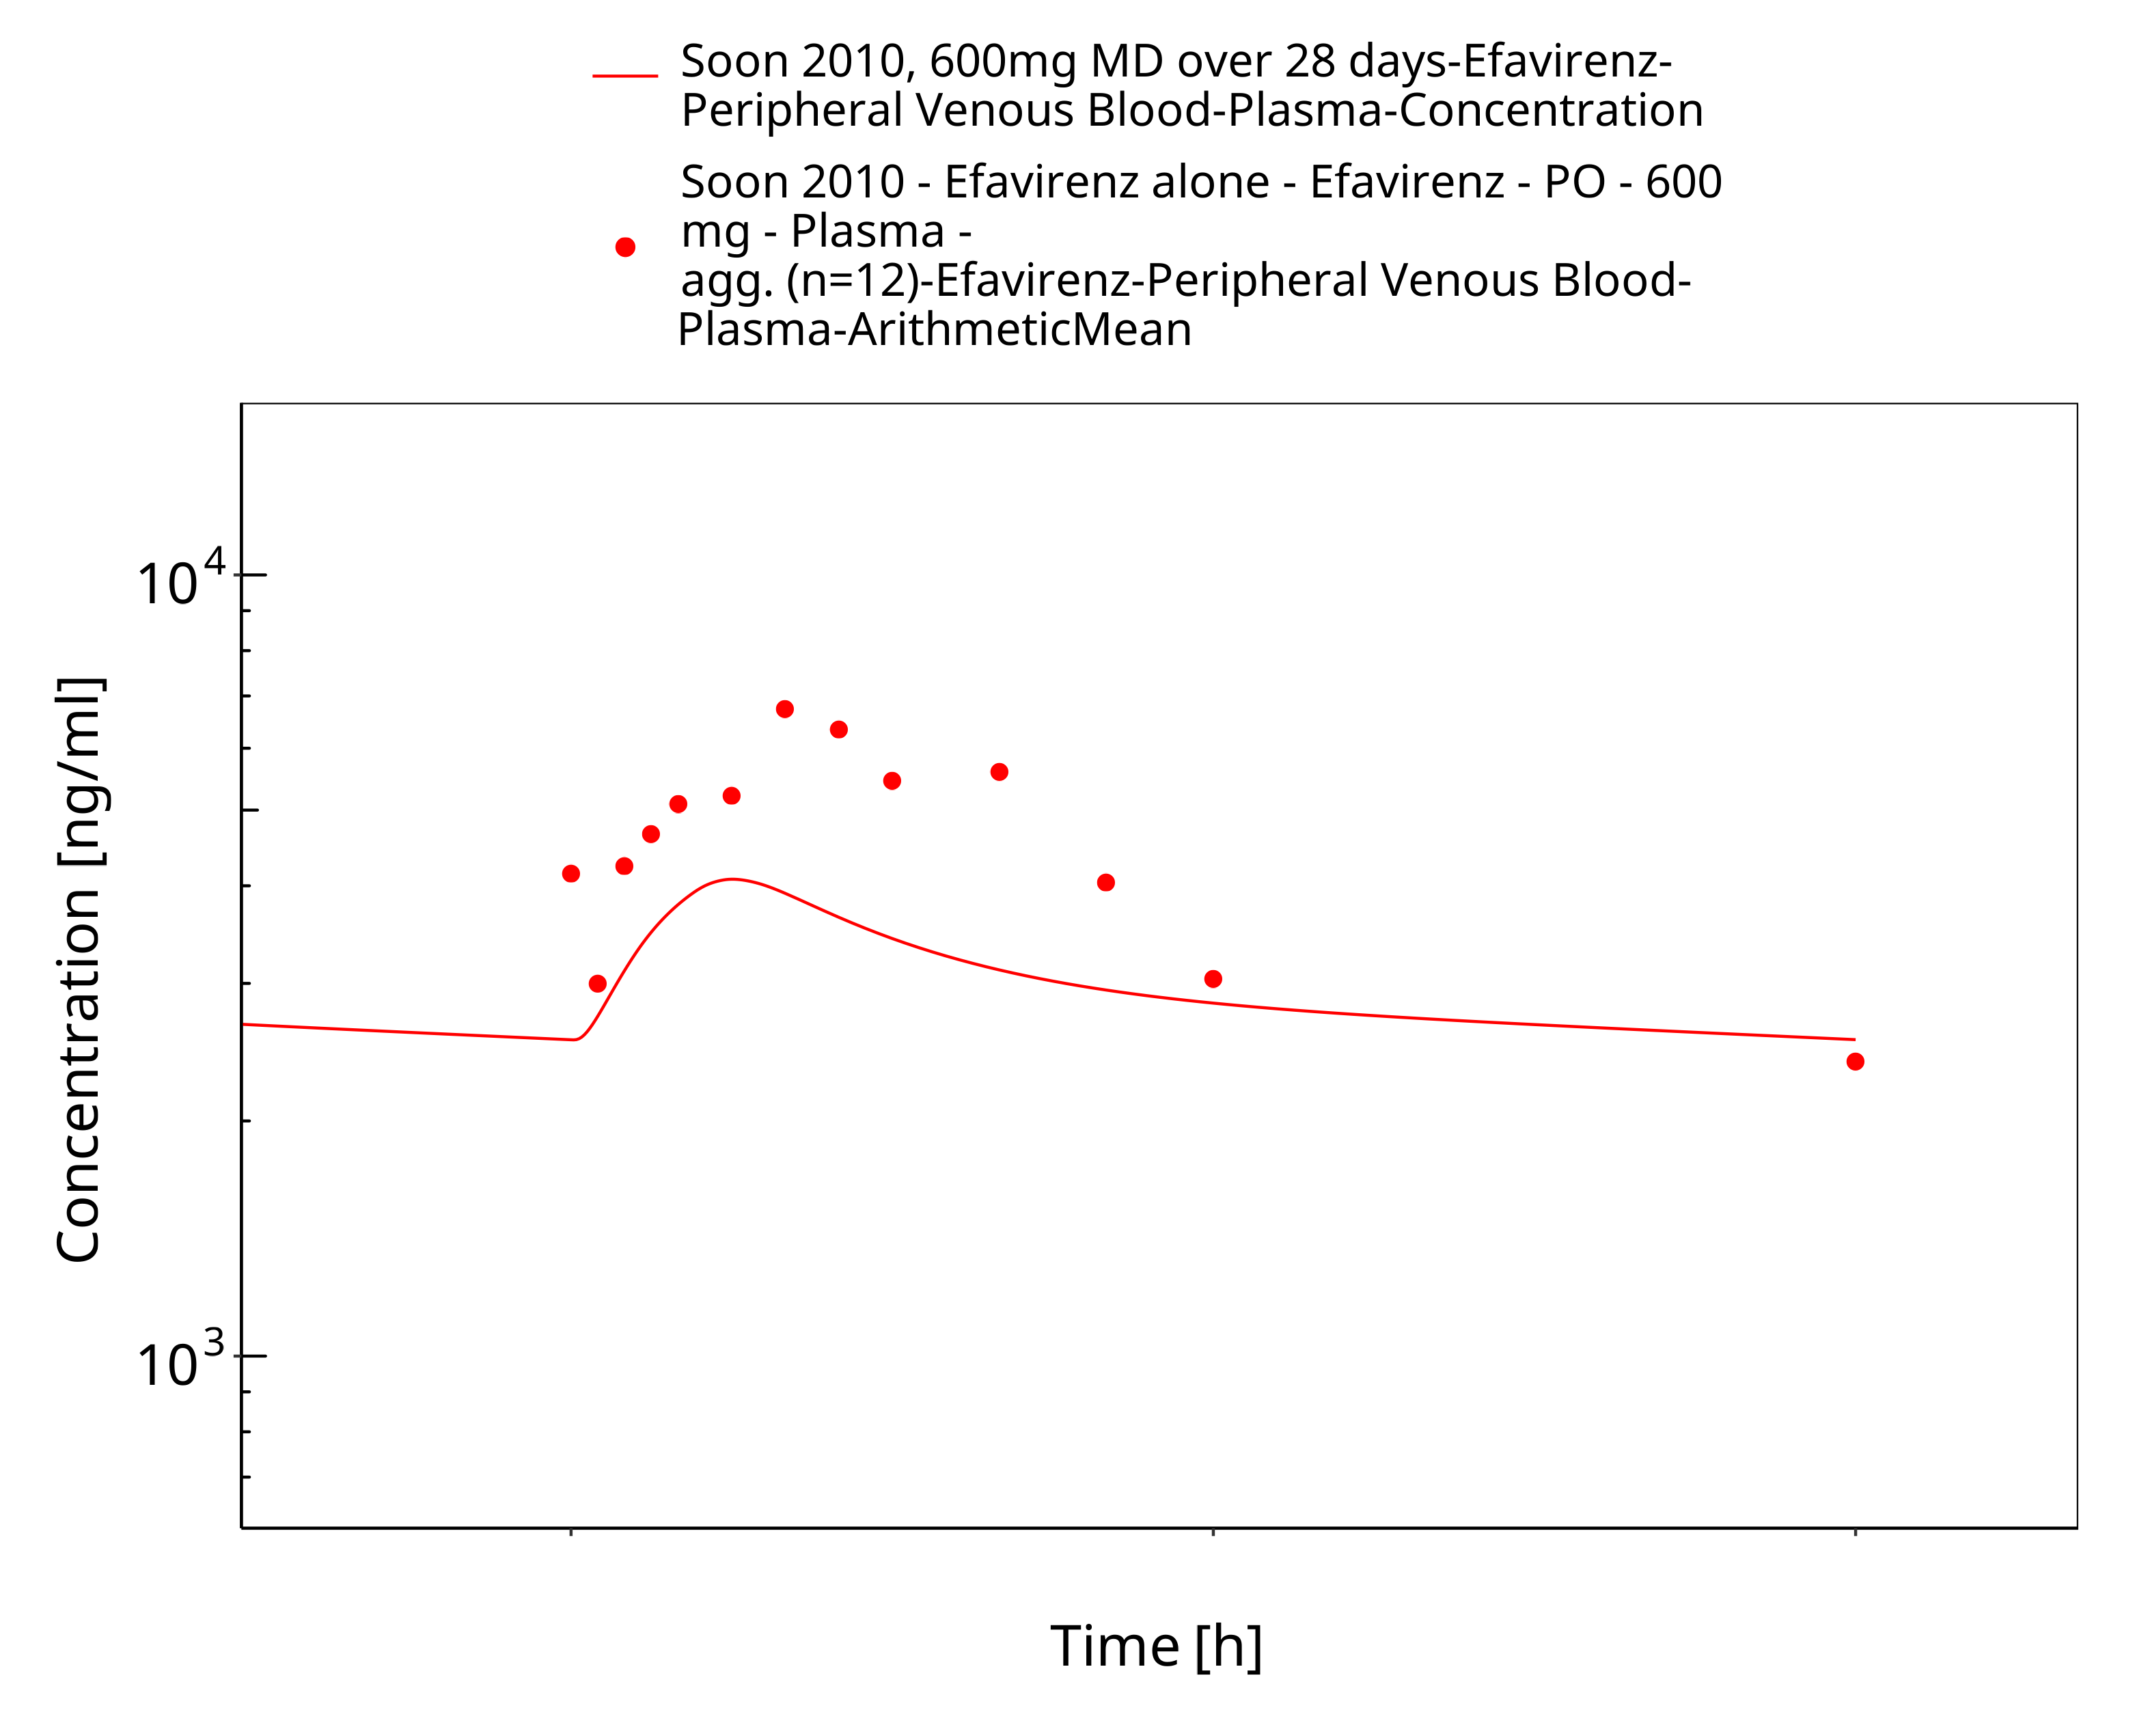 Soon 2010, 600mg MD over 28 days-Efavirenz-
Peripheral Venous Blood-Plasma-Concentration
Soon 2010 - Efavirenz alone - Efavirenz - PO - 600
mg - Plasma -
agg. (n=12)-Efavirenz-Peripheral Venous Blood-
Plasma-ArithmeticMean
10^4
10^3
Concentration [ng/ml]
Time [h]